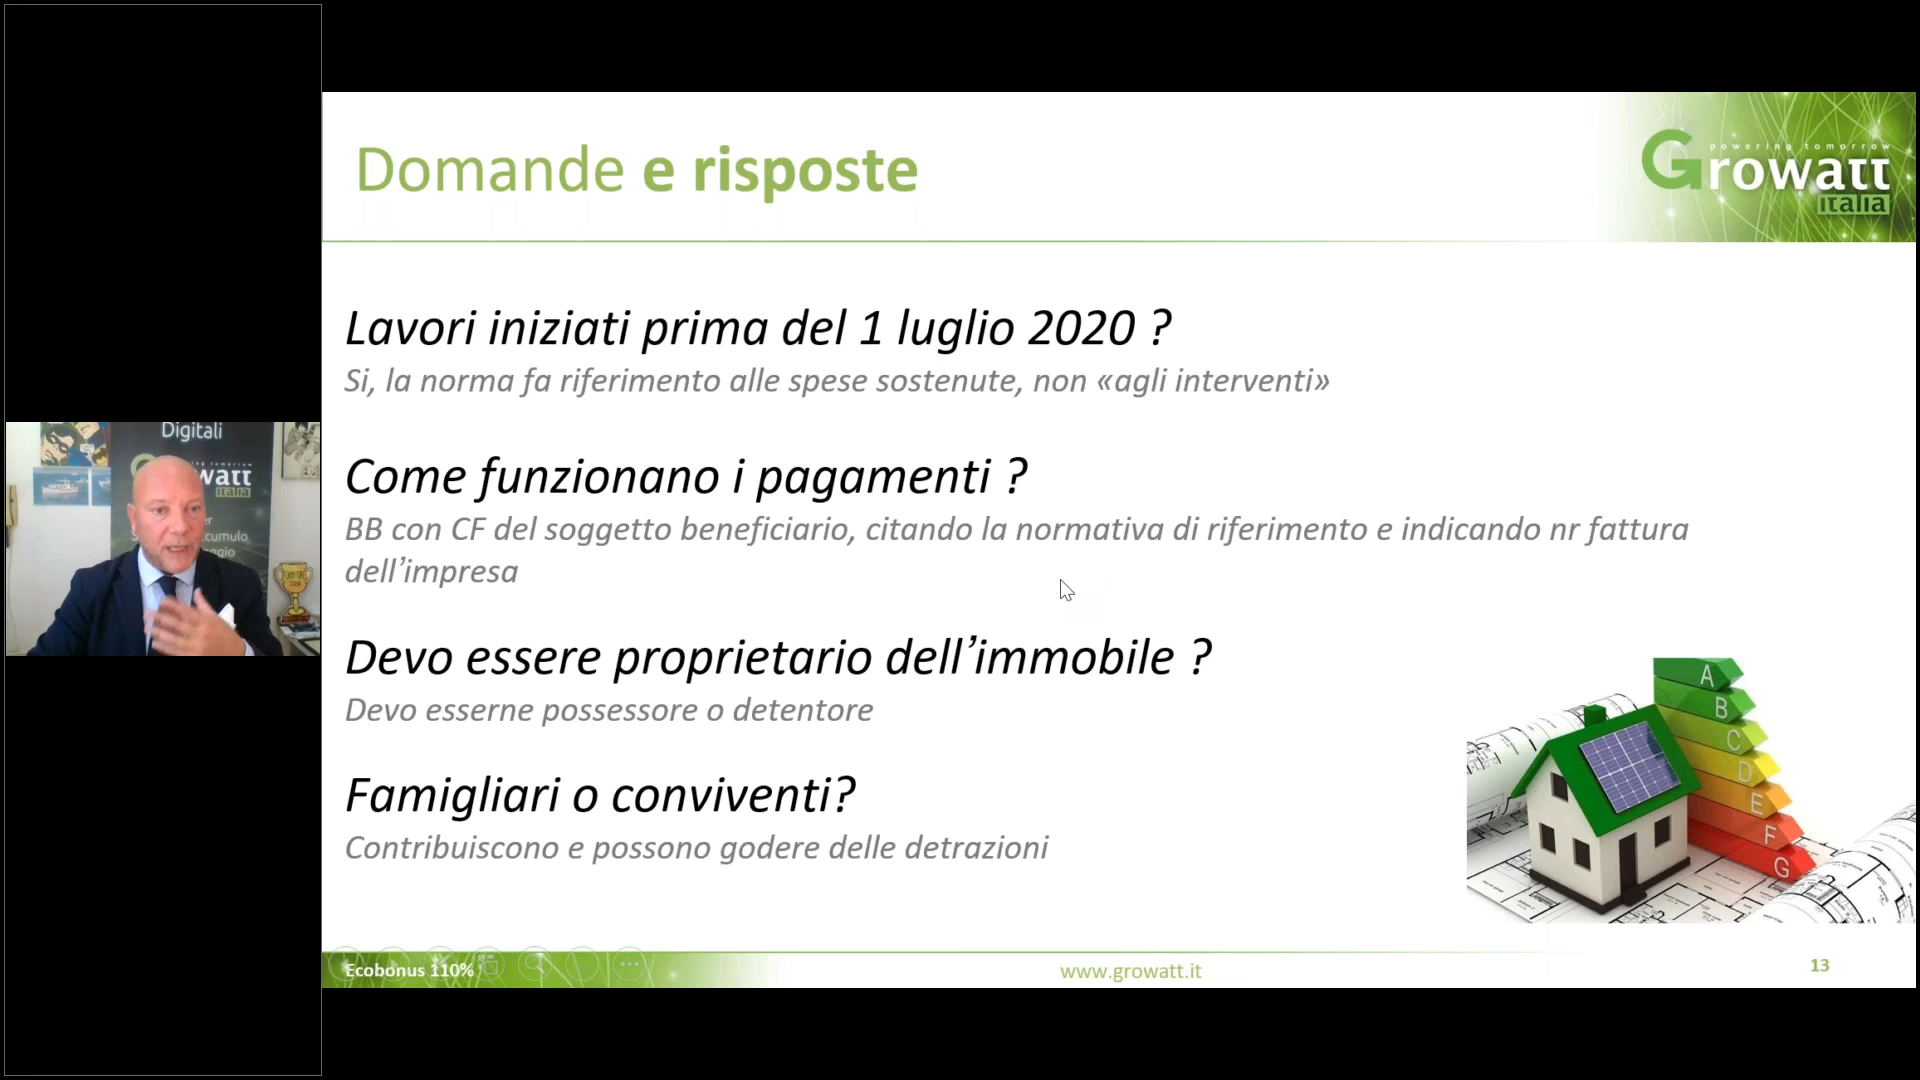 Domande e risposte
powering tomorrow
Growatt
italia
Lavori iniziati prima del 1 luglio 2020 ?
Si, la norma fa riferimento alle spese sostenute, non «agli interventi»
Come funzionano i pagamenti ?
BB con CF del soggetto beneficiario, citando la normativa di riferimento e indicando nr fattura
dell’impresa
Devo essere proprietario dell’immobile ?
Devo esserne possessore o detentore
Famigliari o conviventi?
Contribuiscono e possono godere delle detrazioni
A
B
C
D
E
F
G
Digitali
watt
italia
Ecobonus 110%
www.growatt.it
13